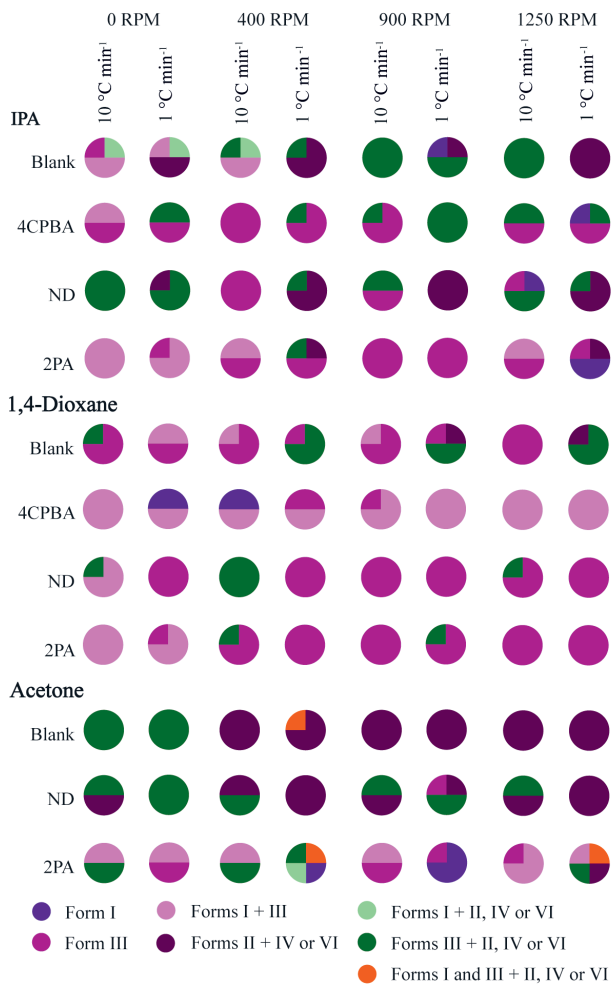 0 RPM 400 RPM 900 RPM 1250 RPM
10 °C min⁻¹ 1 °C min⁻¹ 10 °C min⁻¹ 1 °C min⁻¹ 10 °C min⁻¹ 1 °C min⁻¹ 10 °C min⁻¹ 1 °C min⁻¹
IPA
Blank
4CPBA
ND
2PA
1,4-Dioxane
Blank
4CPBA
ND
2PA
Acetone
Blank
ND
2PA
Form I Forms I + III Forms I + II, IV or VI
Form III Forms II + IV or VI Forms III + II, IV or VI
Forms I and III + II, IV or VI